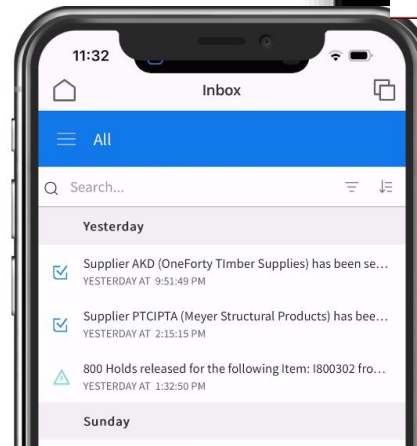 11:32
Inbox
All
Search...
Yesterday
Supplier AKD (OneForty TImber Supplies) has been se...
YESTERDAY AT 9:51:49 PM
Supplier PTCIPTA (Meyer Structural Products) has bee...
YESTERDAY AT 2:15:15 PM
800 Holds released for the following Item: I800302 fro...
YESTERDAY AT 1:32:50 PM
Sunday